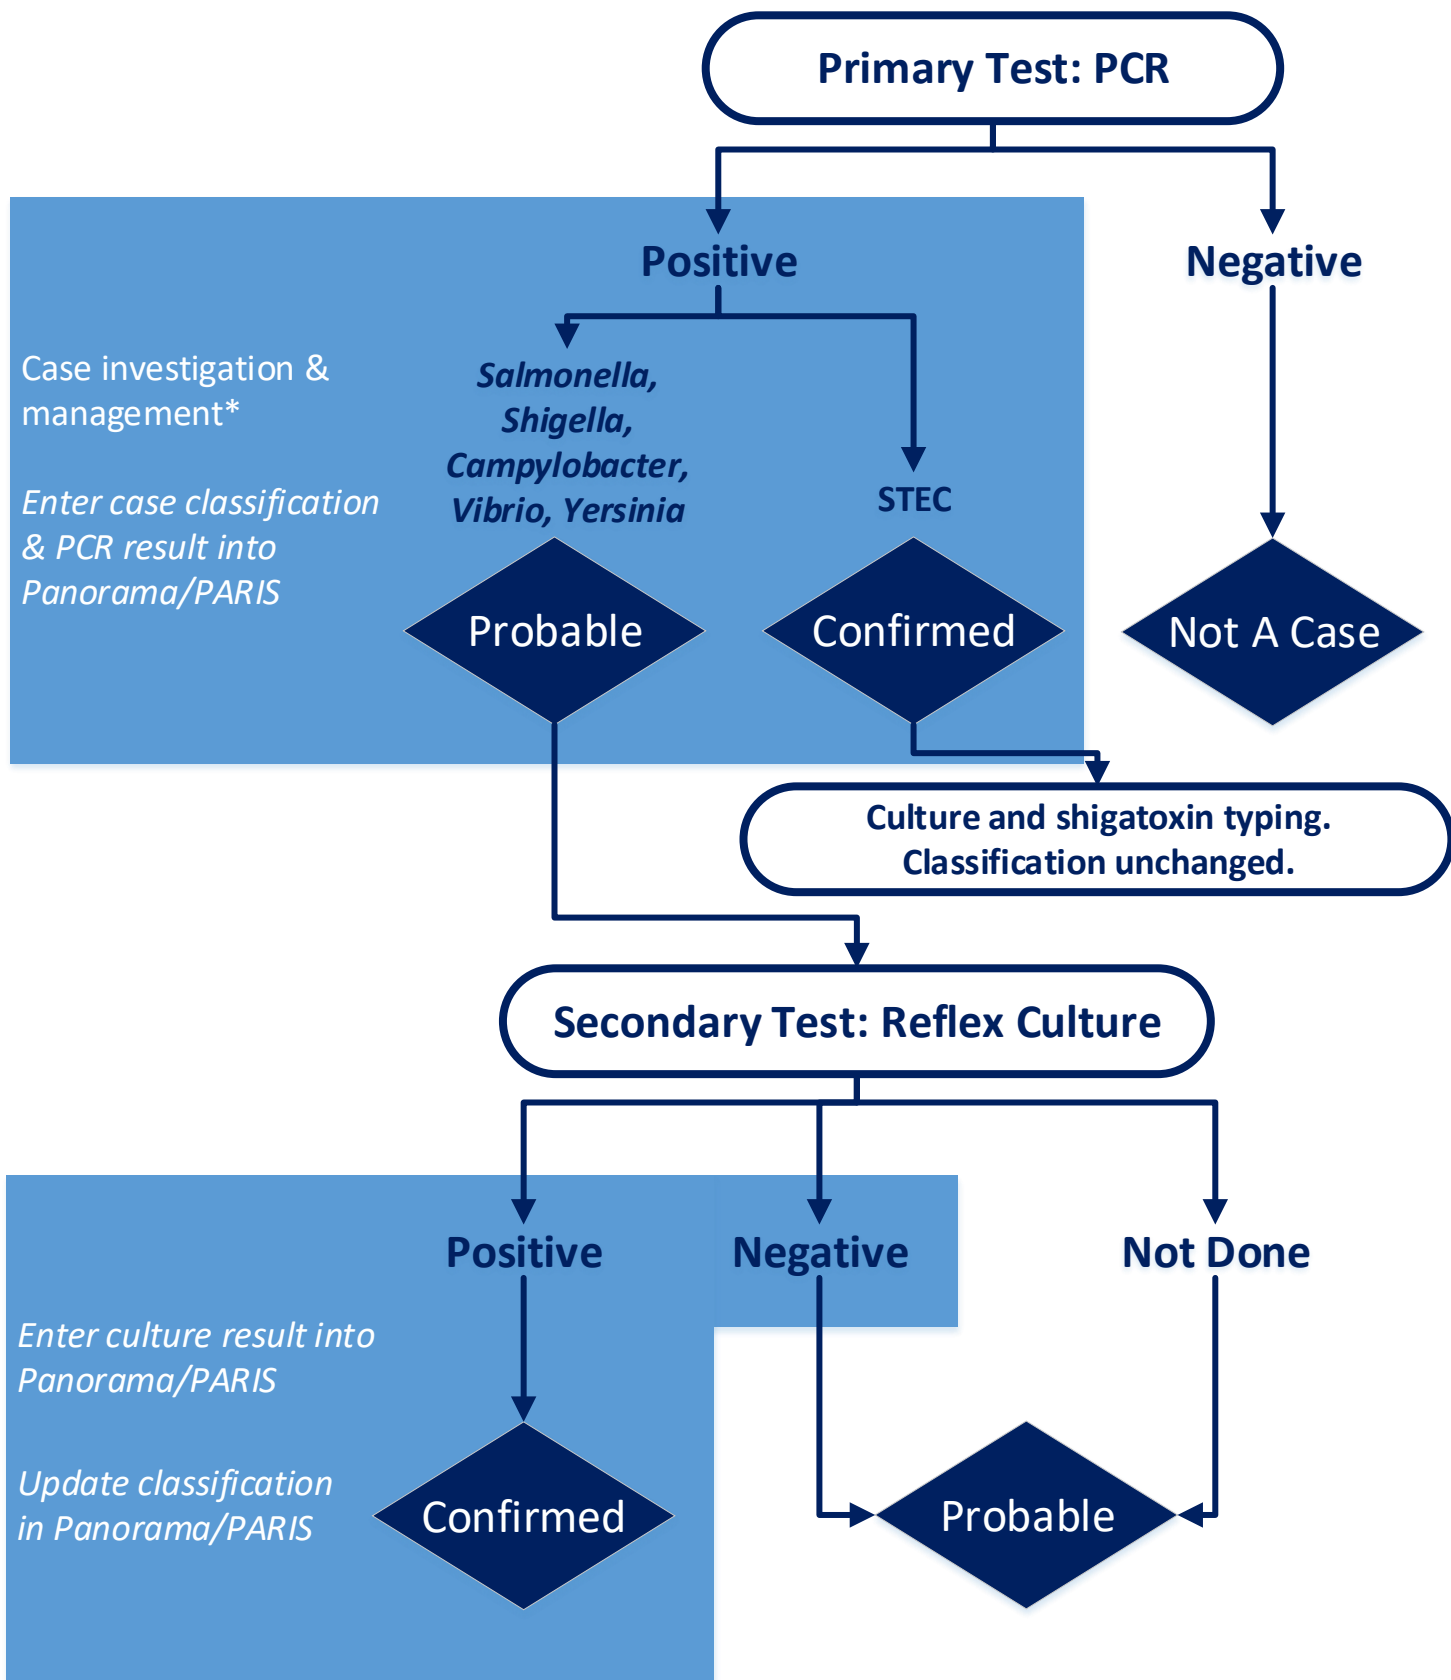 Primary Test: PCR
Positive
Negative
Case investigation &
management*
Enter case classification
& PCR result into
Panorama/PARIS
Salmonella,
Shigella,
Campylobacter,
Vibrio, Yersinia
STEC
Probable
Confirmed
Not A Case
Culture and shigatoxin typing.
Classification unchanged.
Secondary Test: Reflex Culture
Positive
Negative
Not Done
Enter culture result into
Panorama/PARIS
Update classification
in Panorama/PARIS
Confirmed
Probable